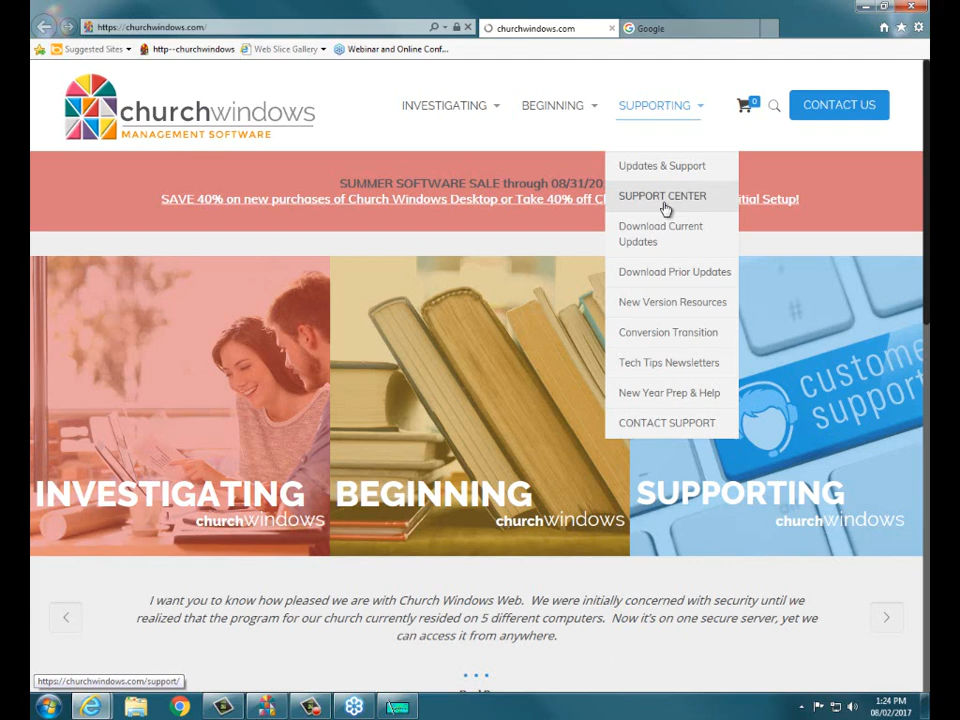 https://churchwindows.com/
churchwindows.com
Google
Suggested Sites
http--churchwindows
Web Slice Gallery
Webinar and Online Conf...
churchwindows
MANAGEMENT SOFTWARE
INVESTIGATING
BEGINNING
SUPPORTING
0
CONTACT US
SUMMER SOFTWARE SALE through 08/31/20
SAVE 40% on new purchases of Church Windows Desktop or Take 40% off C
itial Setup!
Updates & Support
SUPPORT CENTER
Download Current
Updates
Download Prior Updates
New Version Resources
Conversion Transition
Tech Tips Newsletters
New Year Prep & Help
CONTACT SUPPORT
custome
support
INVESTIGATING
churchwindows
BEGINNING
churchwindows
SUPPORTING
churchwindows
I want you to know how pleased we are with Church Windows Web. We were initially concerned with security until we
realized that the program for our church currently resided on 5 different computers. Now it's on one secure server, yet we
can access it from anywhere.
https://churchwindows.com/support/
1:24 PM
08/02/2017